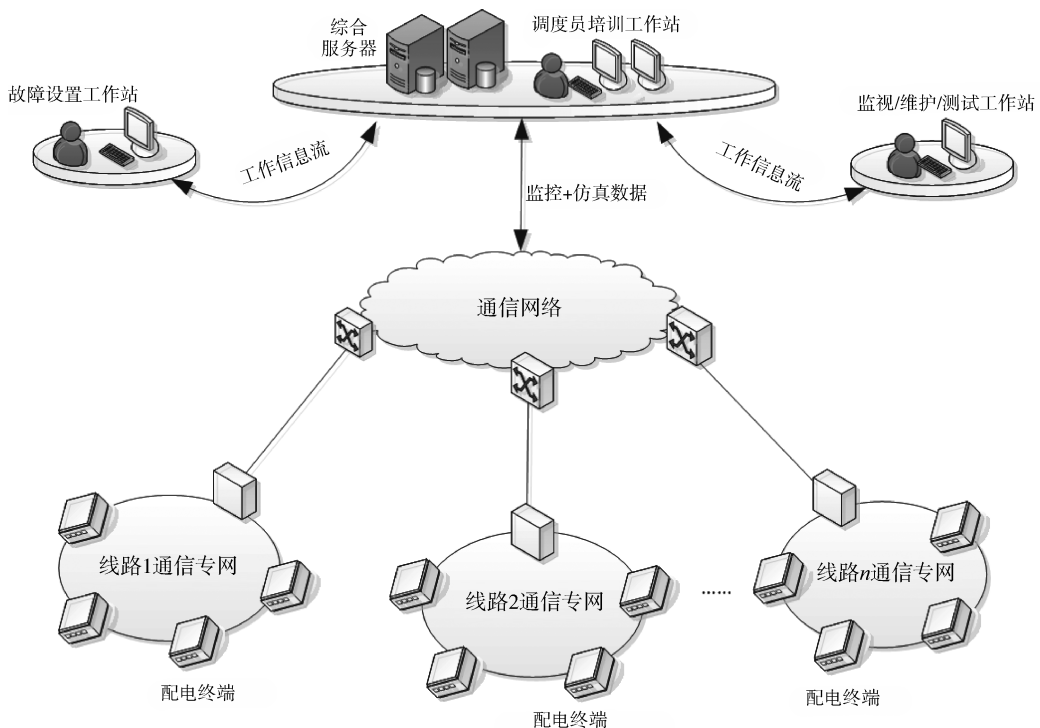 综合
服务器
调度员培训工作站
故障设置工作站
监视/维护/测试工作站
工作信息流
工作信息流
监控+仿真数据
通信网络
线路1通信专网
线路2通信专网
……
线路n通信专网
配电终端
配电终端
配电终端